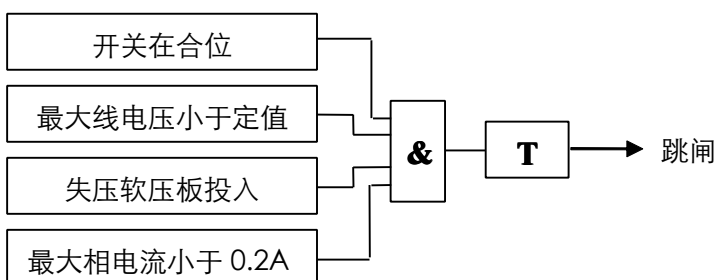 开关在合位
最大线电压小于定值
失压软压板投入
最大相电流小于 0.2A
&
T
跳闸